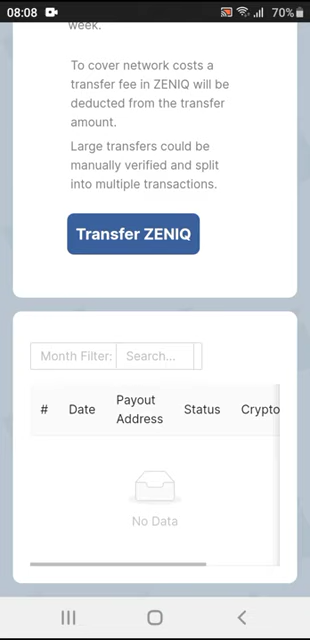 08:08
70%
week.
To cover network costs a
transfer fee in ZENIQ will be
deducted from the transfer
amount.
Large transfers could be
manually verified and split
into multiple transactions.
Transfer ZENIQ
Month Filter: Search...
# Date Payout Address Status Crypto
No Data